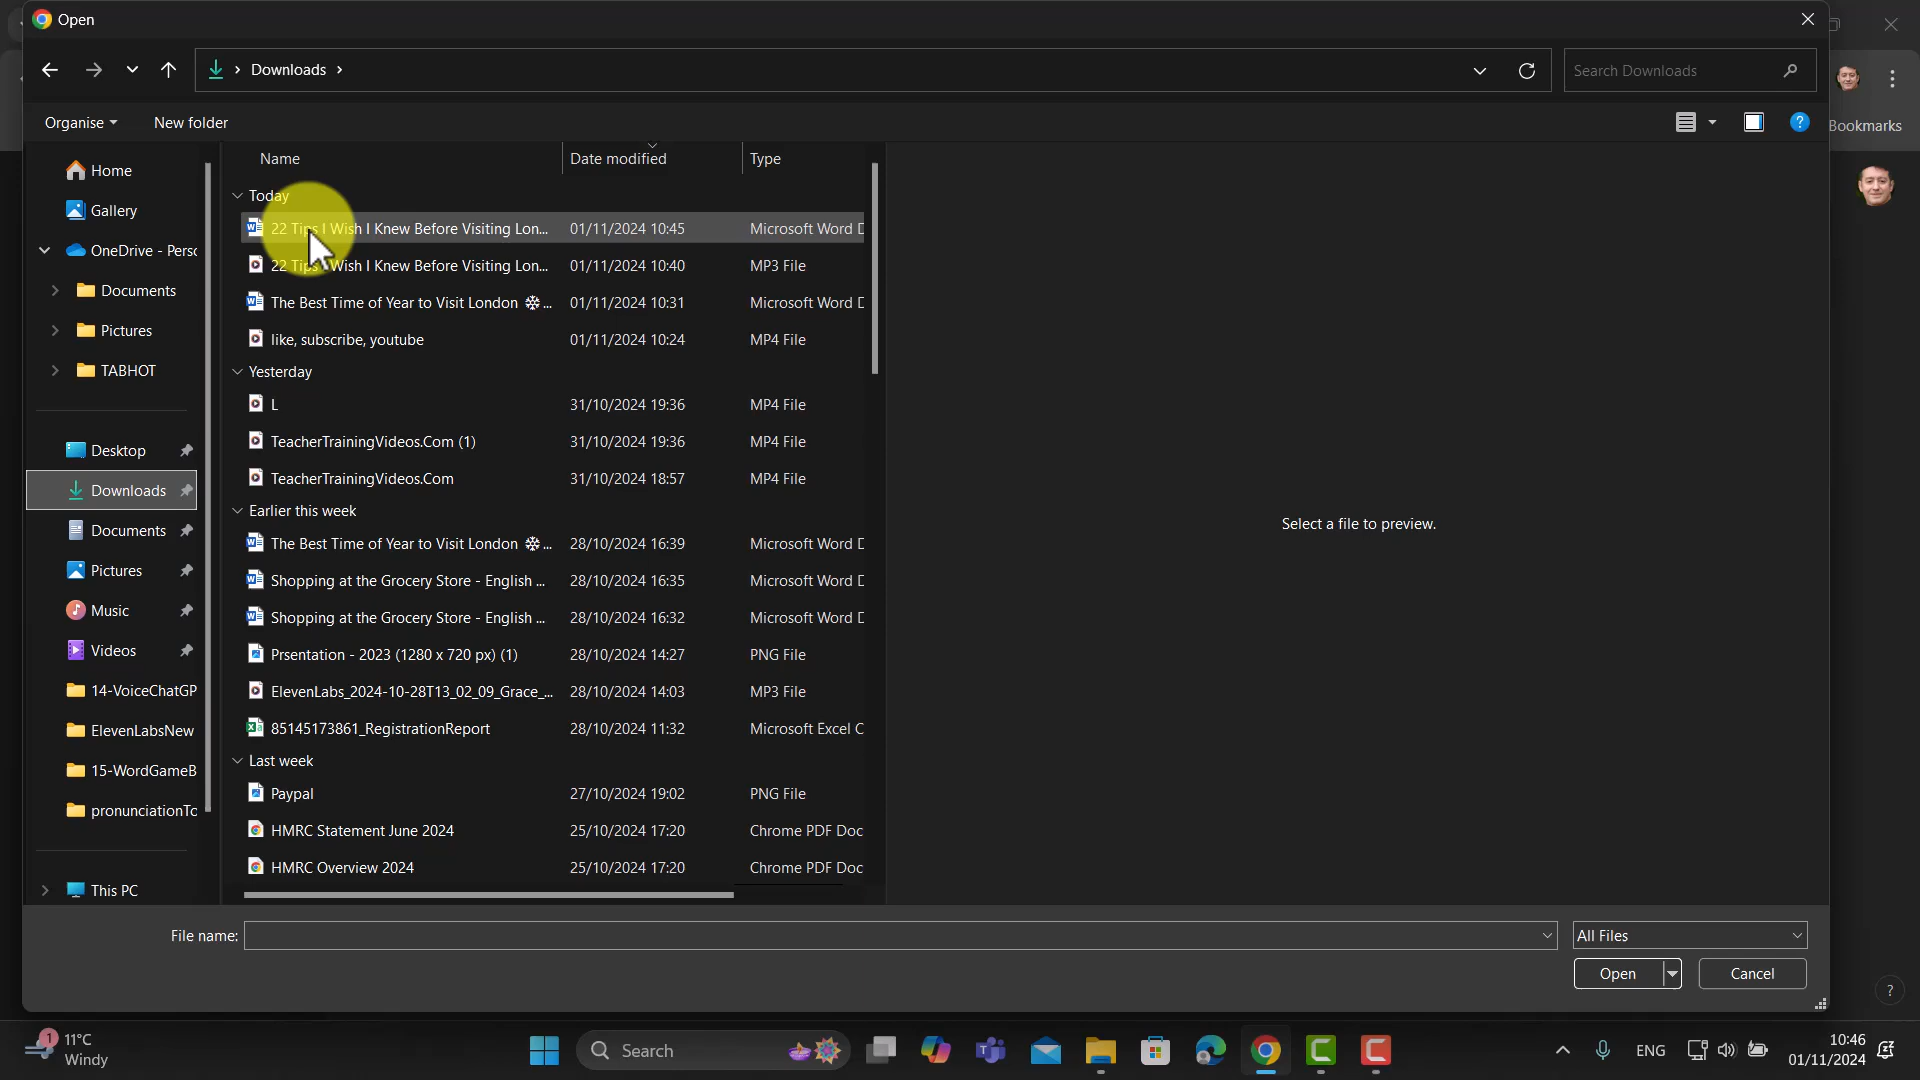 Open
Downloads
Search Downloads
Organise
New folder
Bookmarks
Name
Date modified
Type
Home
Gallery
OneDrive - Persc
Documents
Pictures
TABHOT
Desktop
Downloads
Documents
Pictures
Music
Videos
14-VoiceChatGP
ElevenLabsNew
15-WordGameB
pronunciationTc
This PC
Today
22 Tips I Wish I Knew Before Visiting Lon... 01/11/2024 10:45 Microsoft Word D
22 Tips I Wish I Knew Before Visiting Lon... 01/11/2024 10:40 MP3 File
The Best Time of Year to Visit London ❄... 01/11/2024 10:31 Microsoft Word D
like, subscribe, youtube 01/11/2024 10:24 MP4 File
Yesterday
L 31/10/2024 19:36 MP4 File
TeacherTrainingVideos.Com (1) 31/10/2024 19:36 MP4 File
TeacherTrainingVideos.Com 31/10/2024 18:57 MP4 File
Earlier this week
The Best Time of Year to Visit London ❄... 28/10/2024 16:39 Microsoft Word D
Shopping at the Grocery Store - English ... 28/10/2024 16:35 Microsoft Word D
Shopping at the Grocery Store - English ... 28/10/2024 16:32 Microsoft Word D
Prsentation - 2023 (1280 x 720 px) (1) 28/10/2024 14:27 PNG File
ElevenLabs_2024-10-28T13_02_09_Grace_... 28/10/2024 14:03 MP3 File
85145173861_RegistrationReport 28/10/2024 11:32 Microsoft Excel C
Last week
Paypal 27/10/2024 19:02 PNG File
HMRC Statement June 2024 25/10/2024 17:20 Chrome PDF Doc
HMRC Overview 2024 25/10/2024 17:20 Chrome PDF Doc
Select a file to preview.
File name:
All Files
Open
Cancel
1
11°C
Windy
Search
ENG
10:46
01/11/2024